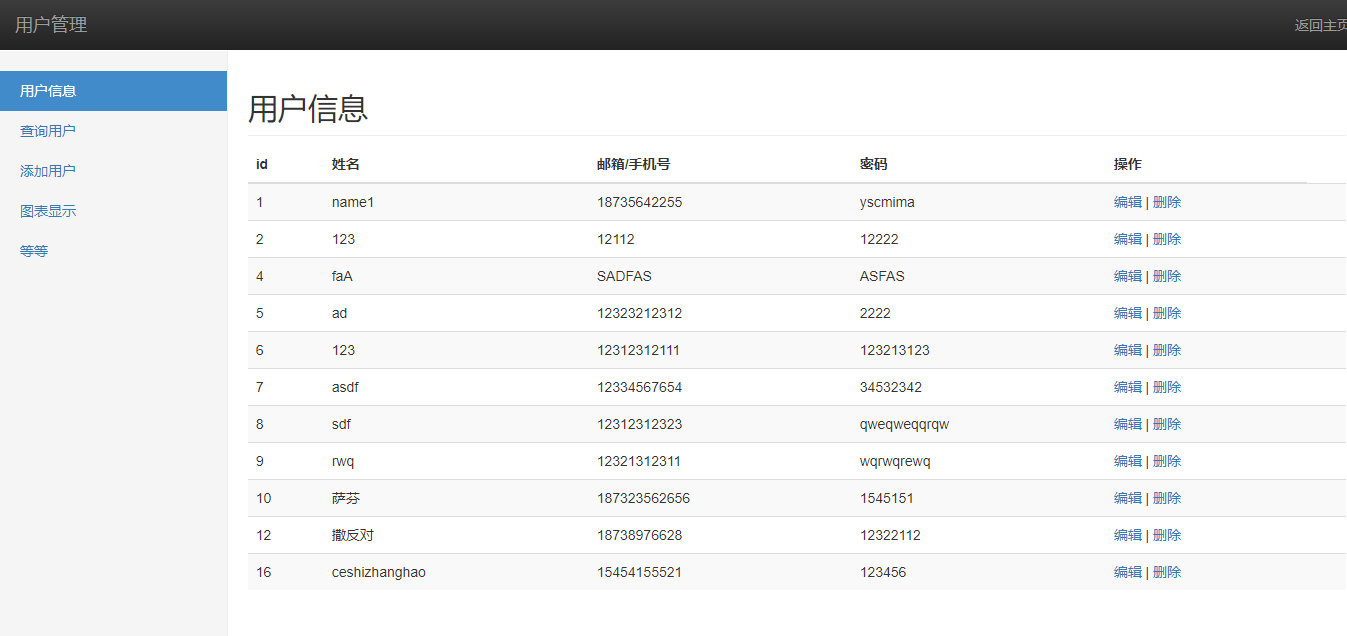 用户管理 返回主页
用户信息
查询用户
添加用户
图表显示
等等
用户信息
id 姓名 邮箱/手机号 密码 操作
1 name1 18735642255 yscmima 编辑 | 删除
2 123 12112 12222 编辑 | 删除
4 faA SADFAS ASFAS 编辑 | 删除
5 ad 12323212312 2222 编辑 | 删除
6 123 12312312111 123213123 编辑 | 删除
7 asdf 12334567654 34532342 编辑 | 删除
8 sdf 12312312323 qweqweqqrqw 编辑 | 删除
9 rwq 12321312311 wqrwqrewq 编辑 | 删除
10 萨芬 187323562656 1545151 编辑 | 删除
12 撒反对 18738976628 12322112 编辑 | 删除
16 ceshizhanghao 15454155521 123456 编辑 | 删除